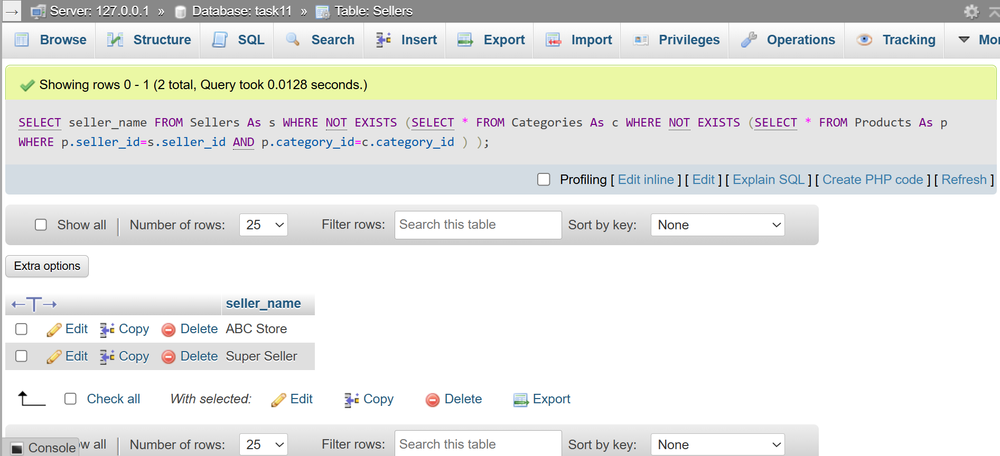 → Server: 127.0.0.1 » Database: task11 » Table: Sellers
Browse Structure SQL Search Insert Export Import Privileges Operations Tracking Mor
Showing rows 0 - 1 (2 total, Query took 0.0128 seconds.)
SELECT seller_name FROM Sellers As s WHERE NOT EXISTS (SELECT * FROM Categories As c WHERE NOT EXISTS (SELECT * FROM Products As p
WHERE p.seller_id=s.seller_id AND p.category_id=c.category_id ) );
Profiling [ Edit inline ] [ Edit ] [ Explain SQL ] [ Create PHP code ] [ Refresh ]
Show all Number of rows: 25 Filter rows: Search this table Sort by key: None
Extra options
←T→ seller_name
Edit Copy Delete ABC Store
Edit Copy Delete Super Seller
Check all With selected: Edit Copy Delete Export
Console w all Number of rows: 25 Filter rows: Search this table Sort by key: None